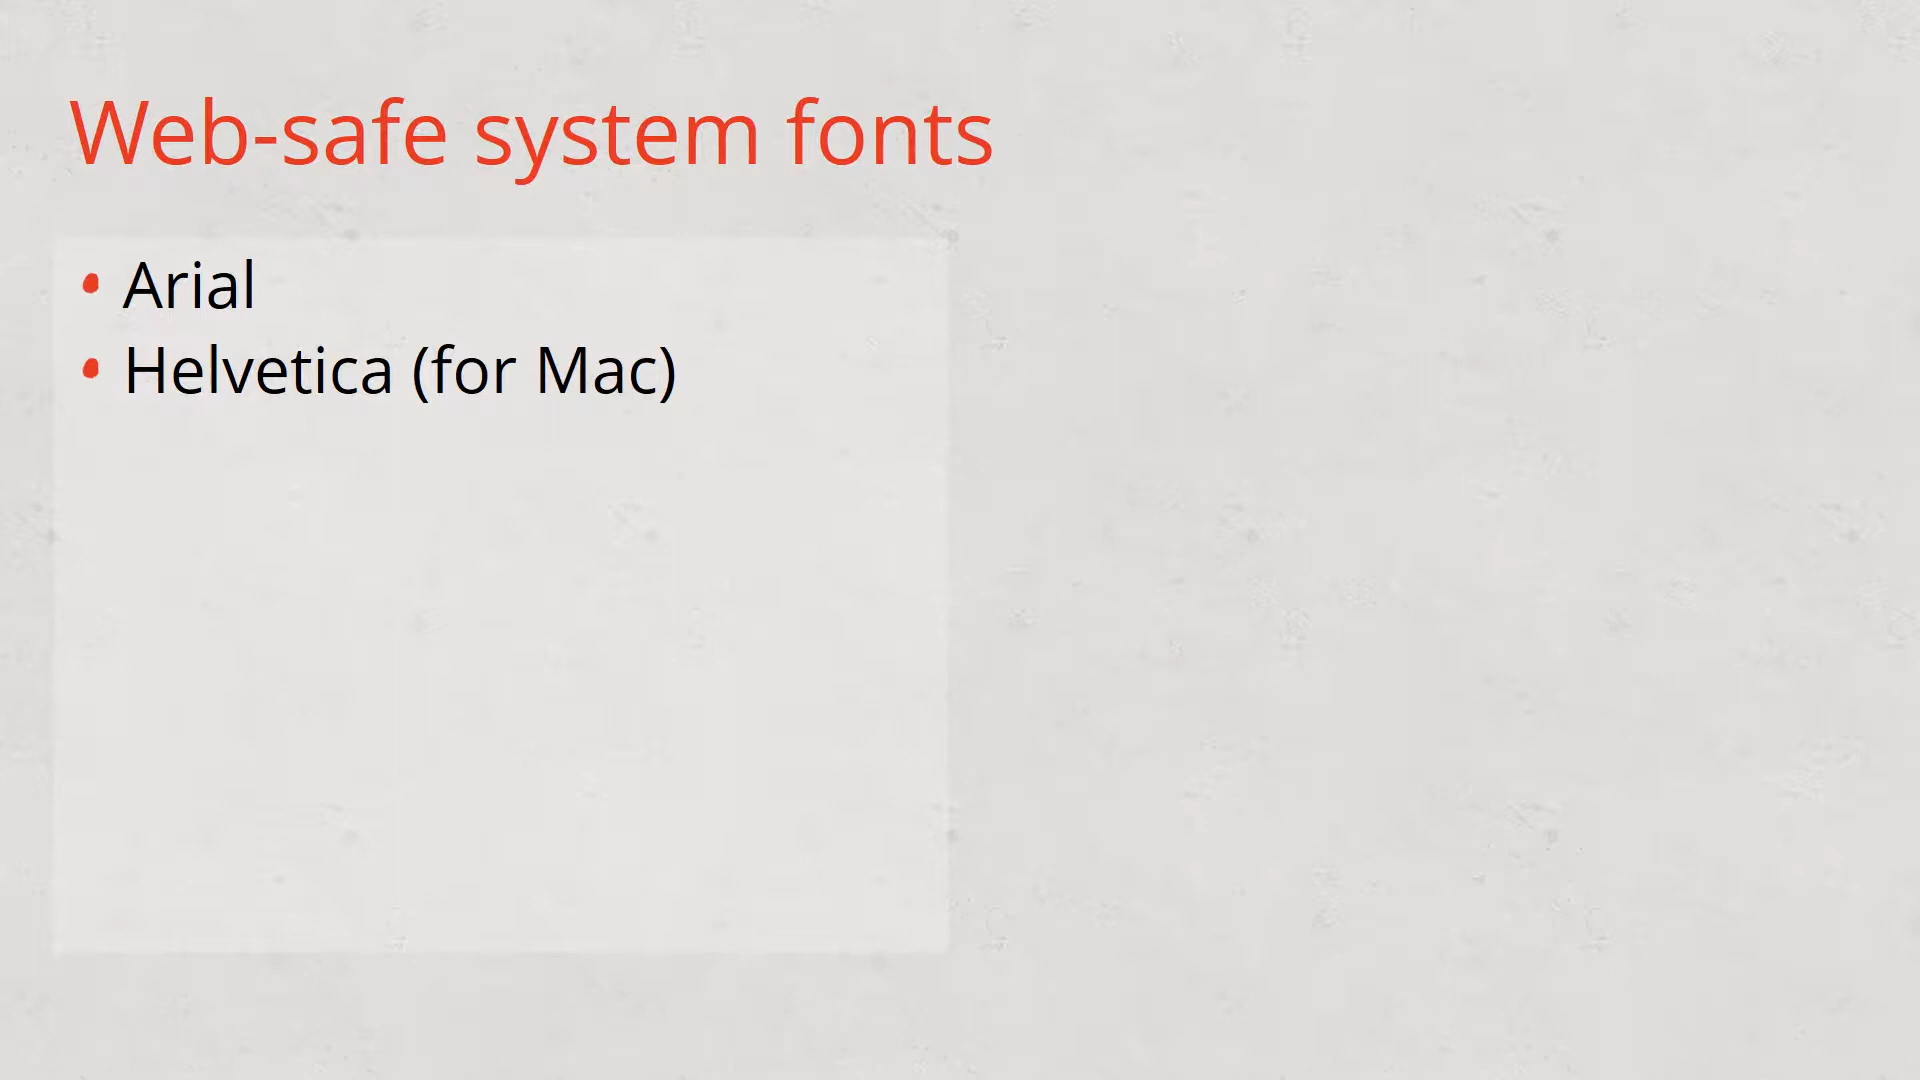 Web-safe system fonts
• Arial
• Helvetica (for Mac)